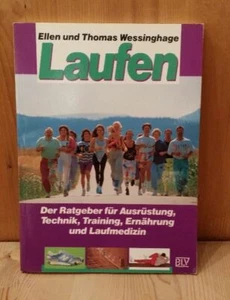 Ellen und Thomas Wessinghage
Laufen
Der Ratgeber für Ausrüstung,
Technik, Training, Ernährung
und Laufmedizin
BLV